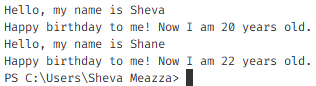 Hello, my name is Sheva
Happy birthday to me! Now I am 20 years old.
Hello, my name is Shane
Happy birthday to me! Now I am 22 years old.
PS C:\Users\Sheva Meazza>